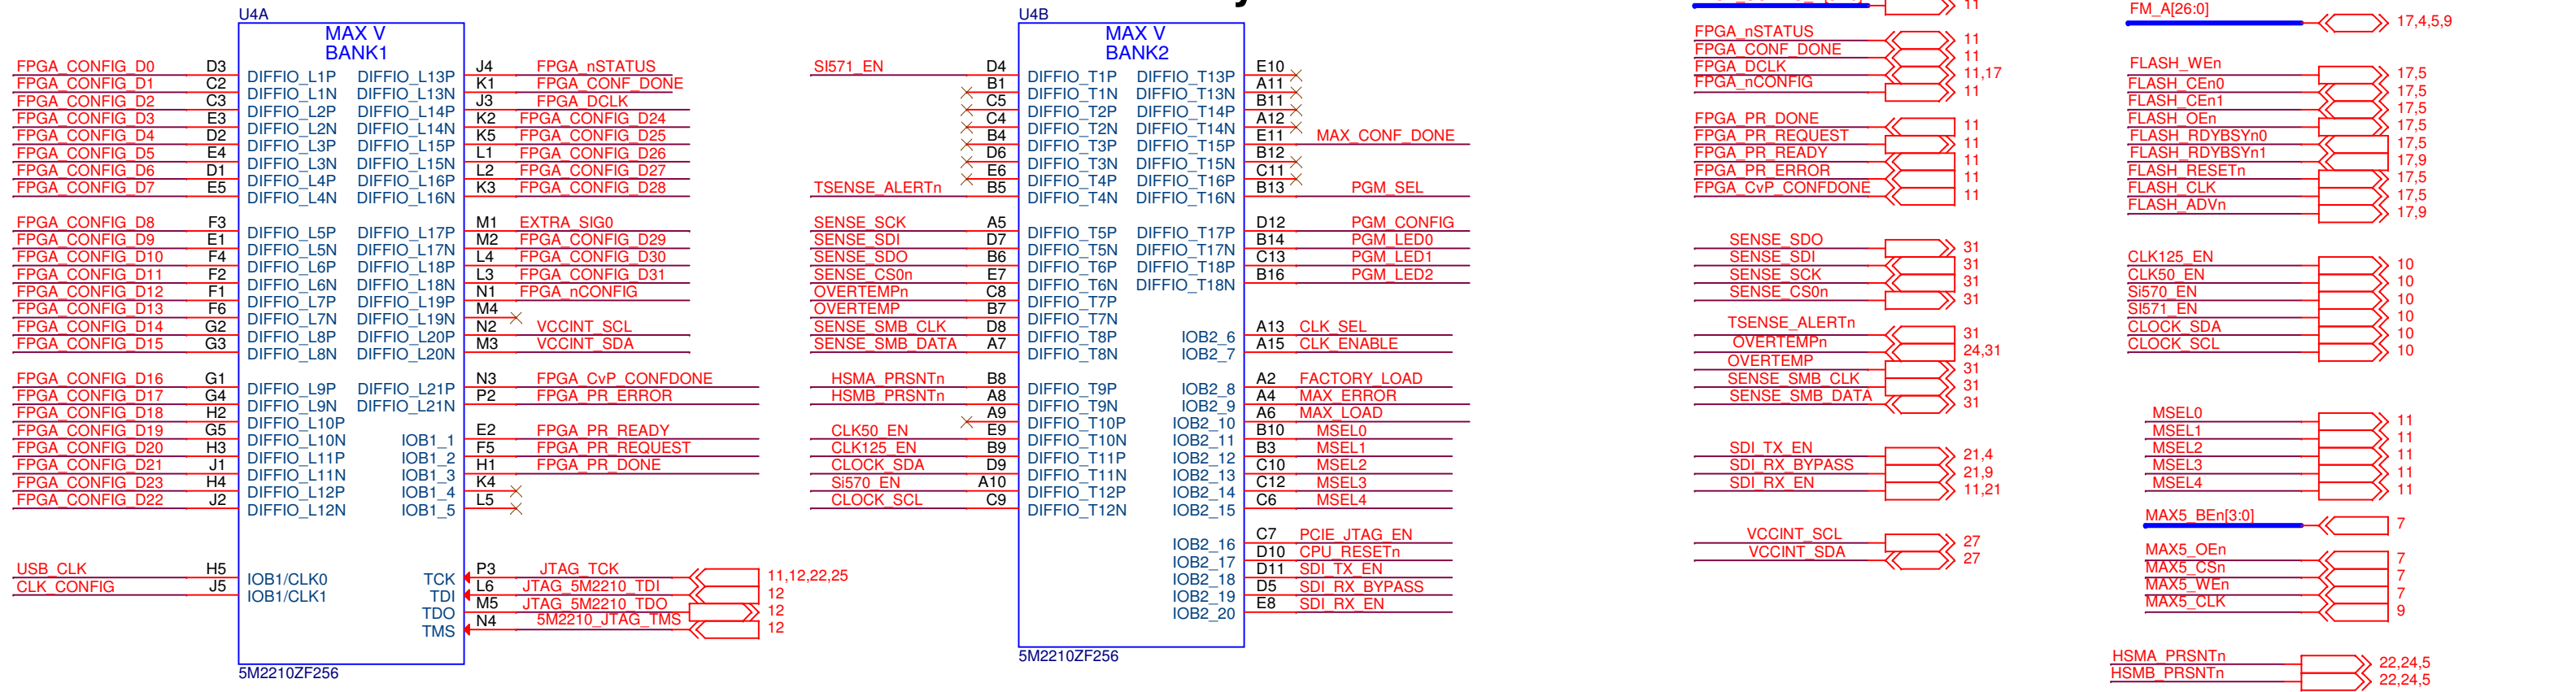 U4A
MAX V
BANK1
FPGA_CONFIG_D0 D3 DIFFIO_L1P DIFFIO_L13P J4 FPGA_nSTATUS
FPGA_CONFIG_D1 C2 DIFFIO_L1N DIFFIO_L13N K1 FPGA_CONF_DONE
FPGA_CONFIG_D2 C3 DIFFIO_L2P DIFFIO_L14P J3 FPGA_DCLK
FPGA_CONFIG_D3 E3 DIFFIO_L2N DIFFIO_L14N K2 FPGA_CONFIG_D24
FPGA_CONFIG_D4 D2 DIFFIO_L3P DIFFIO_L15P K5 FPGA_CONFIG_D25
FPGA_CONFIG_D5 E4 DIFFIO_L3N DIFFIO_L15N L1 FPGA_CONFIG_D26
FPGA_CONFIG_D6 D1 DIFFIO_L4P DIFFIO_L16P L2 FPGA_CONFIG_D27
FPGA_CONFIG_D7 E5 DIFFIO_L4N DIFFIO_L16N K3 FPGA_CONFIG_D28
FPGA_CONFIG_D8 F3 DIFFIO_L5P DIFFIO_L17P M1 EXTRA_SIG0
FPGA_CONFIG_D9 E1 DIFFIO_L5N DIFFIO_L17N M2 FPGA_CONFIG_D29
FPGA_CONFIG_D10 F4 DIFFIO_L6P DIFFIO_L18P L4 FPGA_CONFIG_D30
FPGA_CONFIG_D11 F2 DIFFIO_L6N DIFFIO_L18N L3 FPGA_CONFIG_D31
FPGA_CONFIG_D12 F1 DIFFIO_L7P DIFFIO_L19P N1 FPGA_nCONFIG
FPGA_CONFIG_D13 F6 DIFFIO_L7N DIFFIO_L19N M4
FPGA_CONFIG_D14 G2 DIFFIO_L8P DIFFIO_L20P N2 VCCINT_SCL
FPGA_CONFIG_D15 G3 DIFFIO_L8N DIFFIO_L20N M3 VCCINT_SDA
FPGA_CONFIG_D16 G1 DIFFIO_L9P DIFFIO_L21P N3 FPGA_CvP_CONFDONE
FPGA_CONFIG_D17 G4 DIFFIO_L9N DIFFIO_L21N P2 FPGA_PR_ERROR
FPGA_CONFIG_D18 H2 DIFFIO_L10P
FPGA_CONFIG_D19 G5 DIFFIO_L10N IOB1_1 E2 FPGA_PR_READY
FPGA_CONFIG_D20 H3 DIFFIO_L11P IOB1_2 F5 FPGA_PR_REQUEST
FPGA_CONFIG_D21 J1 DIFFIO_L11N IOB1_3 H1 FPGA_PR_DONE
FPGA_CONFIG_D23 H4 DIFFIO_L12P IOB1_4 K4
FPGA_CONFIG_D22 J2 DIFFIO_L12N IOB1_5 L5
USB_CLK H5 IOB1/CLK0 TCK P3 JTAG_TCK 11,12,22,25
CLK_CONFIG J5 IOB1/CLK1 TDI L6 JTAG_5M2210_TDI 12
TDO M5 JTAG_5M2210_TDO 12
TMS N4 5M2210_JTAG_TMS 12
5M2210ZF256
U4B
MAX V
BANK2
SI571_EN D4 DIFFIO_T1P DIFFIO_T13P E10
B1 DIFFIO_T1N DIFFIO_T13N A11
C5 DIFFIO_T2P DIFFIO_T14P B11
C4 DIFFIO_T2N DIFFIO_T14N A12
B4 DIFFIO_T3P DIFFIO_T15P E11 MAX_CONF_DONE
D6 DIFFIO_T3N DIFFIO_T15N B12
E6 DIFFIO_T4P DIFFIO_T16P C11
TSENSE_ALERTn B5 DIFFIO_T4N DIFFIO_T16N B13 PGM_SEL
SENSE_SCK A5 DIFFIO_T5P DIFFIO_T17P D12 PGM_CONFIG
SENSE_SDI D7 DIFFIO_T5N DIFFIO_T17N B14 PGM_LED0
SENSE_SDO B6 DIFFIO_T6P DIFFIO_T18P C13 PGM_LED1
SENSE_CS0n E7 DIFFIO_T6N DIFFIO_T18N B16 PGM_LED2
OVERTEMPn C8 DIFFIO_T7P
OVERTEMP B7 DIFFIO_T7N
SENSE_SMB_CLK D8 DIFFIO_T8P IOB2_6 A13 CLK_SEL
SENSE_SMB_DATA A7 DIFFIO_T8N IOB2_7 A15 CLK_ENABLE
HSMA_PRSNTn B8 DIFFIO_T9P IOB2_8 A2 FACTORY_LOAD
HSMB_PRSNTn A8 DIFFIO_T9N IOB2_9 A4 MAX_ERROR
A9 DIFFIO_T10P IOB2_10 A6 MAX_LOAD
CLK50_EN E9 DIFFIO_T10N IOB2_11 B10 MSEL0
CLK125_EN B9 DIFFIO_T11P IOB2_12 B3 MSEL1
CLOCK_SDA D9 DIFFIO_T11N IOB2_13 C10 MSEL2
Si570_EN A10 DIFFIO_T12P IOB2_14 C12 MSEL3
CLOCK_SCL C9 DIFFIO_T12N IOB2_15 C6 MSEL4
IOB2_16 C7 PCIE_JTAG_EN
IOB2_17 D10 CPU_RESETn
IOB2_18 D11 SDI_TX_EN
IOB2_19 D5 SDI_RX_BYPASS
IOB2_20 E8 SDI_RX_EN
5M2210ZF256
11
FPGA_nSTATUS 11
FPGA_CONF_DONE 11
FPGA_DCLK 11,17
FPGA_nCONFIG 11
FPGA_PR_DONE 11
FPGA_PR_REQUEST 11
FPGA_PR_READY 11
FPGA_PR_ERROR 11
FPGA_CvP_CONFDONE 11
SENSE_SDO 31
SENSE_SDI 31
SENSE_SCK 31
SENSE_CS0n 31
TSENSE_ALERTn 31
OVERTEMPn 24,31
OVERTEMP 31
SENSE_SMB_CLK 31
SENSE_SMB_DATA 31
SDI_TX_EN 21,4
SDI_RX_BYPASS 21,9
SDI_RX_EN 11,21
VCCINT_SCL 27
VCCINT_SDA 27
FM_A[26:0] 17,4,5,9
FLASH_WEn 17,5
FLASH_CEn0 17,5
FLASH_CEn1 17,5
FLASH_OEn 17,5
FLASH_RDYBSYn0 17,5
FLASH_RDYBSYn1 17,9
FLASH_RESETn 17,5
FLASH_CLK 17,5
FLASH_ADVn 17,9
CLK125_EN 10
CLK50_EN 10
Si570_EN 10
SI571_EN 10
CLOCK_SDA 10
CLOCK_SCL 10
MSEL0 11
MSEL1 11
MSEL2 11
MSEL3 11
MSEL4 11
MAX5_BEn[3:0] 7
MAX5_OEn 7
MAX5_CSn 7
MAX5_WEn 7
MAX5_CLK 9
HSMA_PRSNTn 22,24,5
HSMB_PRSNTn 22,24,5